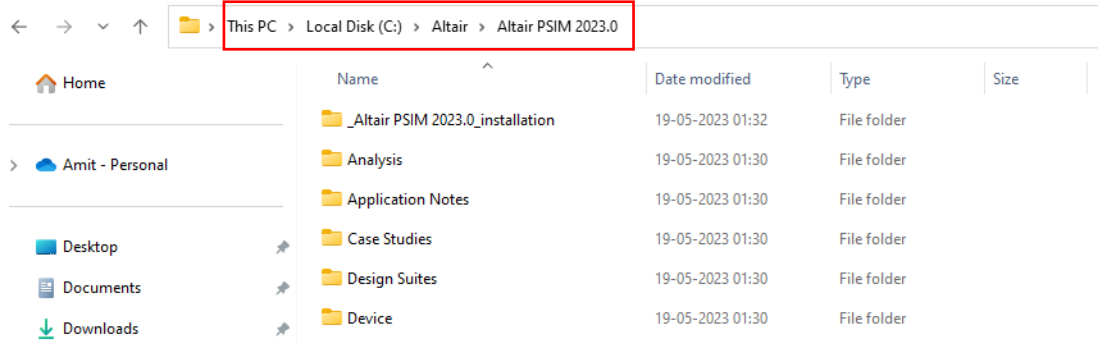 This PC > Local Disk (C:) > Altair > Altair PSIM 2023.0
Home
Amit - Personal
Desktop
Documents
Downloads
Name Date modified Type Size
_Altair PSIM 2023.0_installation 19-05-2023 01:32 File folder
Analysis 19-05-2023 01:30 File folder
Application Notes 19-05-2023 01:30 File folder
Case Studies 19-05-2023 01:30 File folder
Design Suites 19-05-2023 01:30 File folder
Device 19-05-2023 01:30 File folder